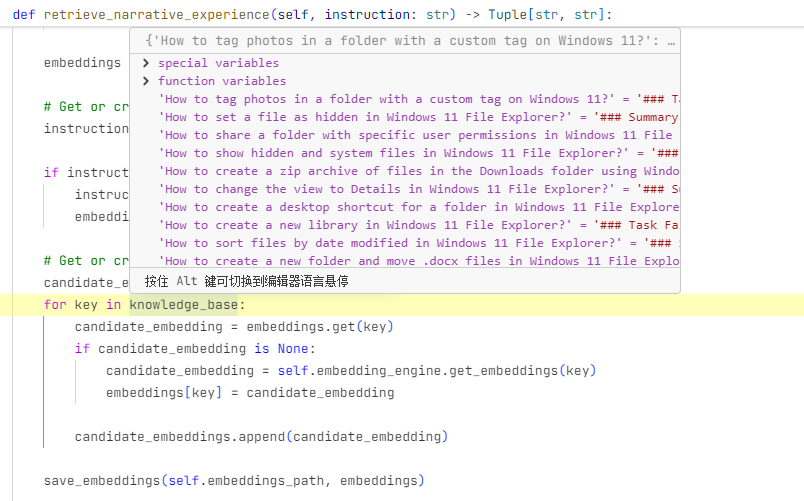 def retrieve_narrative_experience(self, instruction: str) -> Tuple[str, str]:
{'How to tag photos in a folder with a custom tag on Windows 11?': …
embeddings
special variables
function variables
# Get or cr
'How to tag photos in a folder with a custom tag on Windows 11?' = '### T
instruction
'How to set a file as hidden in Windows 11 File Explorer?' = '### Summary
'How to share a folder with specific user permissions in Windows 11 File
'How to show hidden and system files in Windows 11 File Explorer?' = '###
if instruct
'How to create a zip archive of files in the Downloads folder using Windo
instruc
'How to change the view to Details in Windows 11 File Explorer?' = '### S
embeddi
'How to create a desktop shortcut for a folder in Windows 11 File Explore
'How to create a new library in Windows 11 File Explorer?' = '### Task Fa
'How to sort files by date modified in Windows 11 File Explorer?' = '###
# Get or cr
'How to create a new folder and move .docx files in Windows 11 File Explo
candidate_e
按住 Alt 键可切换到编辑器语言悬停
for key in knowledge_base:
candidate_embedding = embeddings.get(key)
if candidate_embedding is None:
candidate_embedding = self.embedding_engine.get_embeddings(key)
embeddings[key] = candidate_embedding
candidate_embeddings.append(candidate_embedding)
save_embeddings(self.embeddings_path, embeddings)